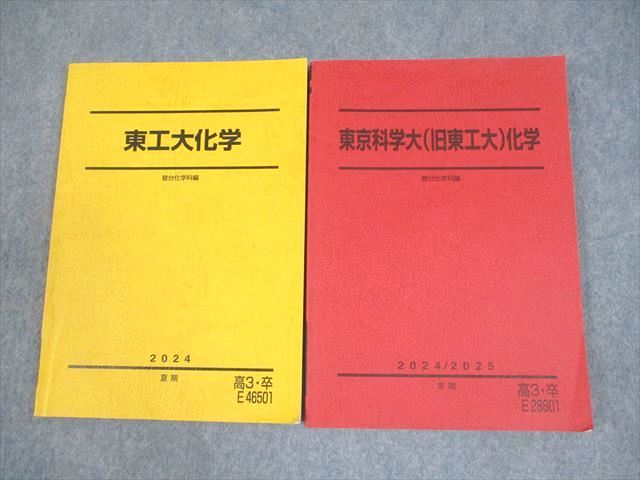 東工大化学
駿台化学科編
2024
夏期
高3・卒
E 46501
東京科学大(旧東工大)化学
駿台化学科編
2024/2025
冬期
高3・卒
E 28601